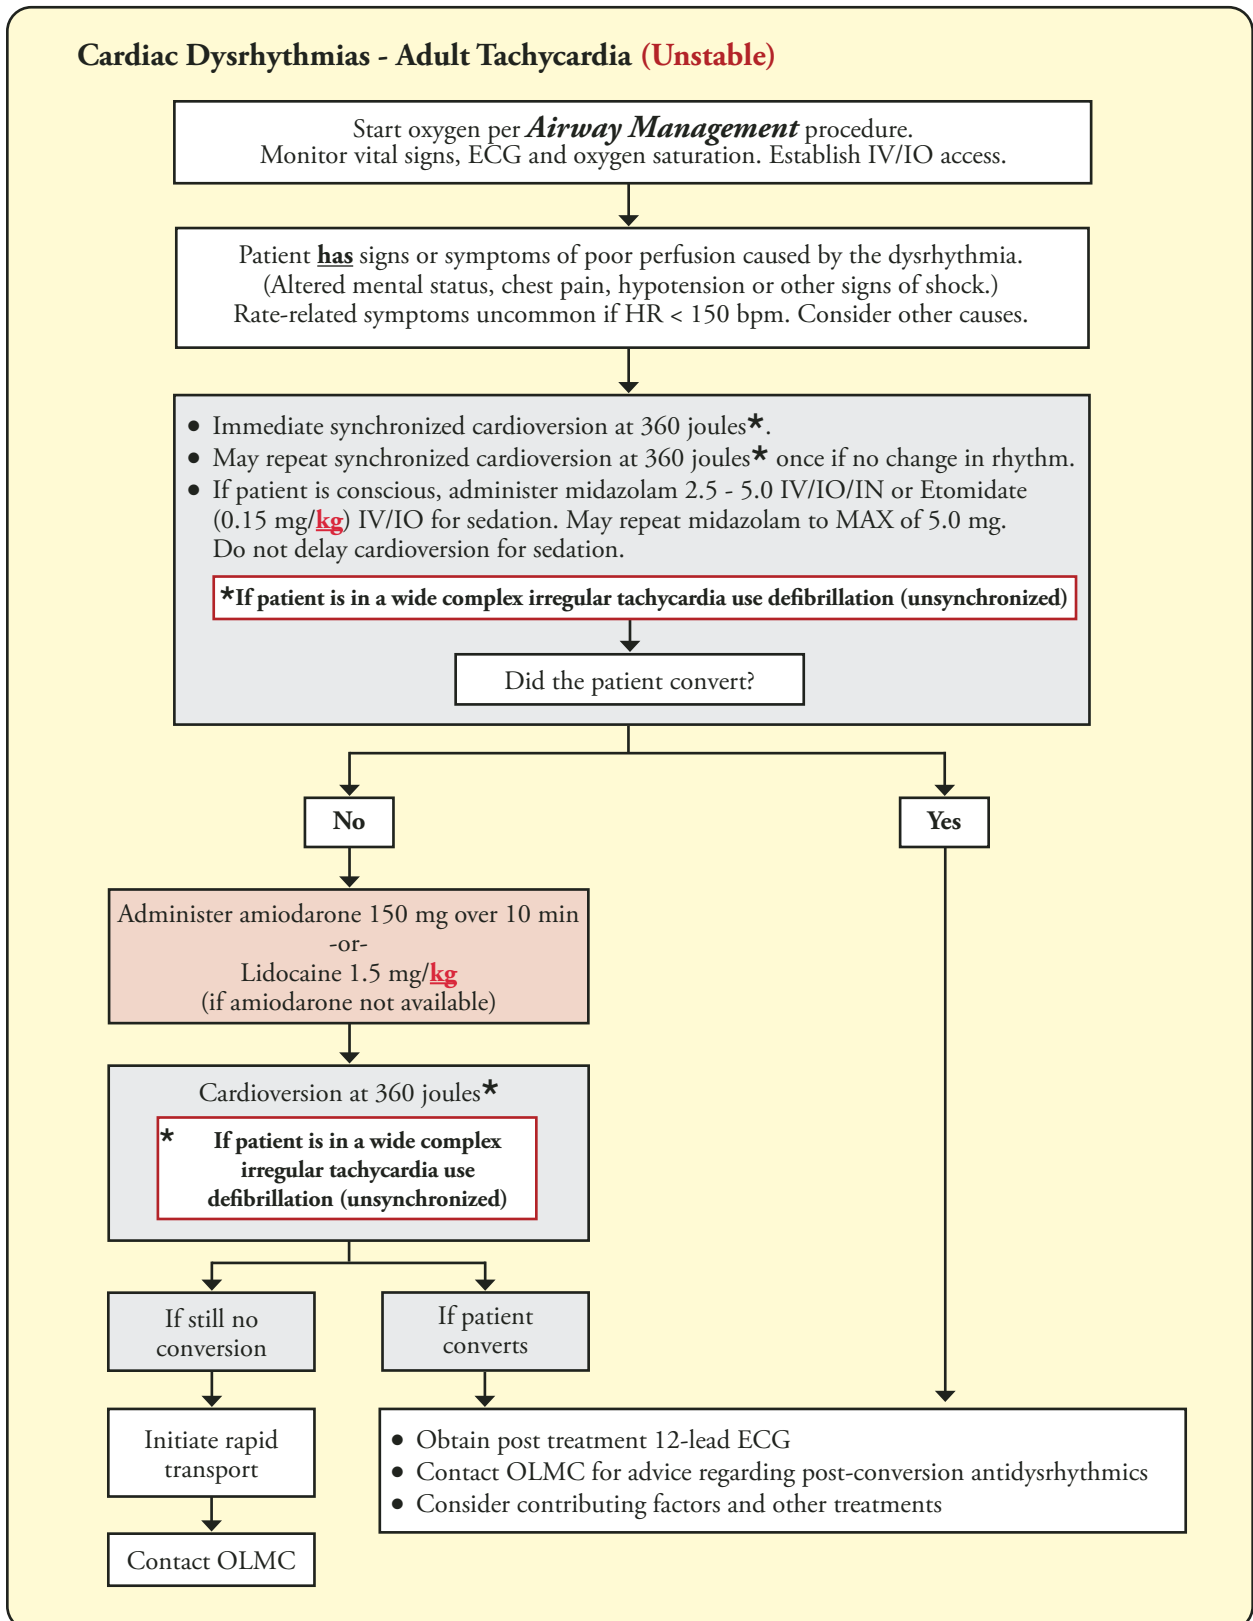 Cardiac Dysrhythmias - Adult Tachycardia (Unstable)
Start oxygen per Airway Management procedure.
Monitor vital signs, ECG and oxygen saturation. Establish IV/IO access.
Patient has signs or symptoms of poor perfusion caused by the dysrhythmia.
(Altered mental status, chest pain, hypotension or other signs of shock.)
Rate-related symptoms uncommon if HR < 150 bpm. Consider other causes.
• Immediate synchronized cardioversion at 360 joules*.
• May repeat synchronized cardioversion at 360 joules* once if no change in rhythm.
• If patient is conscious, administer midazolam 2.5 - 5.0 IV/IO/IN or Etomidate
(0.15 mg/kg) IV/IO for sedation. May repeat midazolam to MAX of 5.0 mg.
Do not delay cardioversion for sedation.
*If patient is in a wide complex irregular tachycardia use defibrillation (unsynchronized)
Did the patient convert?
No
Yes
Administer amiodarone 150 mg over 10 min
-or-
Lidocaine 1.5 mg/kg
(if amiodarone not available)
Cardioversion at 360 joules*
* If patient is in a wide complex
irregular tachycardia use
defibrillation (unsynchronized)
If still no
conversion
If patient
converts
Initiate rapid
transport
• Obtain post treatment 12-lead ECG
• Contact OLMC for advice regarding post-conversion antidysrhythmics
• Consider contributing factors and other treatments
Contact OLMC